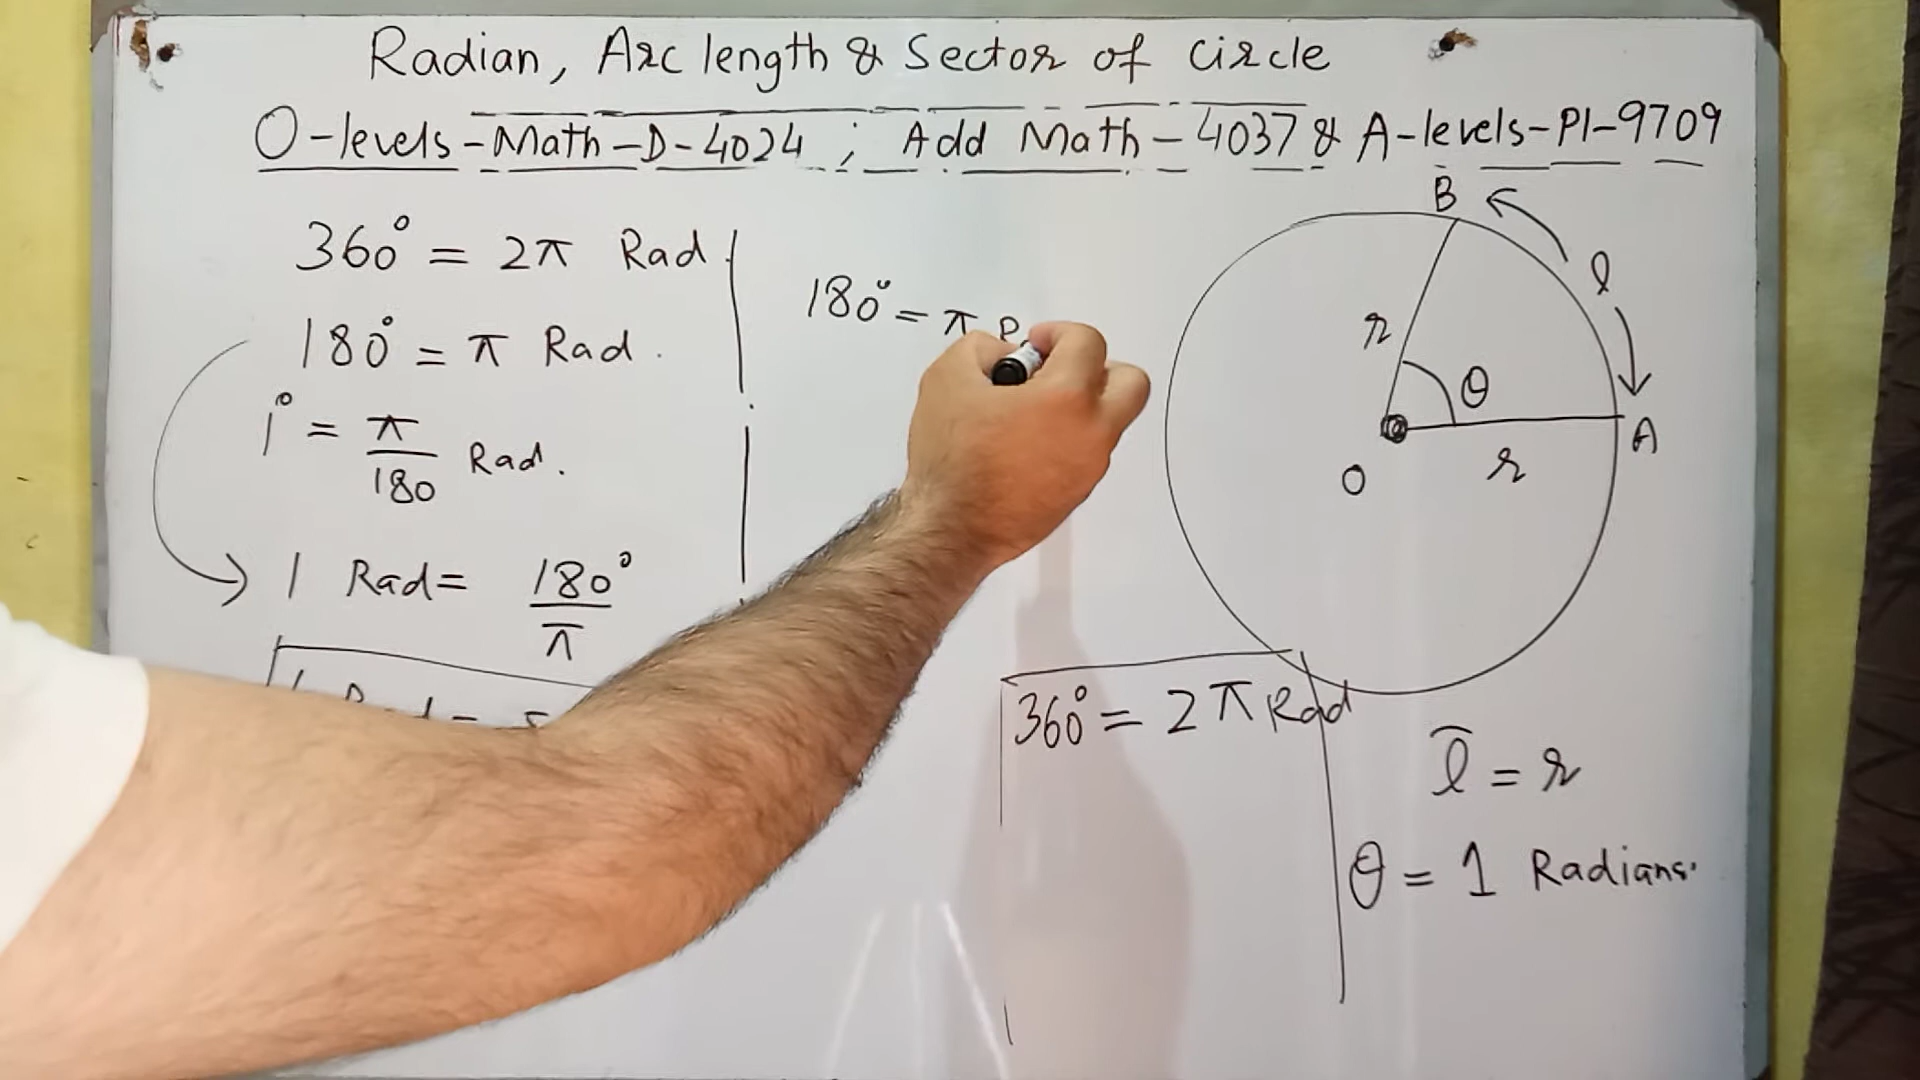 Radian, Arc length & Sector of circle
O-levels-Math-D-4024 ; Add Math-4037 & A-levels-P1-9709
360° = 2π Rad.
180° = π Rad.
1° = π/180 Rad.
1 Rad = 180°/π
180° = π
B
l
r
θ
A
r
O
360° = 2π Rad
l = r
θ = 1 Radians.